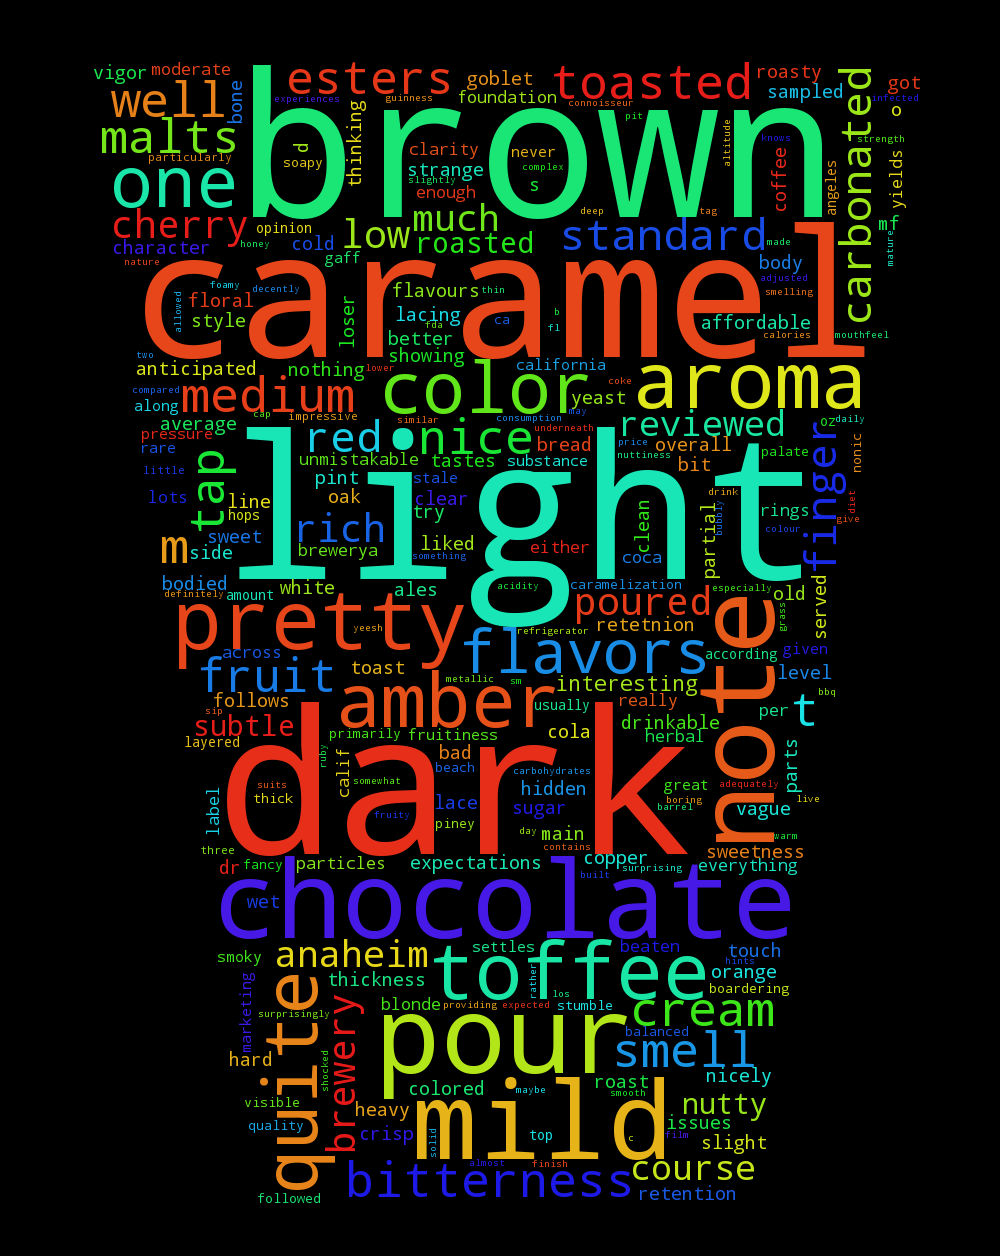 vigor moderate esters goblet toasted roasty sampled got
well bone experiences guinness foundation connoisseur carbonated infected o
malts brown pit strength
particularly d soapy thinking clarity never altitude knows coffee yields
one strange complex slightly enough s deep tag angeles mf
cherry opinion low much standard made mature
character honey cold gaff roasted body adjusted
nature caramel smelling
foamy decently flavours thin
allowed floral loser lacing ca b affordable calories mouthfeel
style fda better fl
two showing california
anticipated nothing lower color coke aroma
compared medium yeast
along cap impressive similar consumption may reviewed oz daily
average red nice underneath
pressure tap bread price overall finger nonic
rare unmistakable tastes substance nuttiness bit palate
little pint stale light diet
lots line oak clear drink rings give
hops rich try clean partial bubbly colour
m side sweet brewerya liked either
something coca
bodied white ales acidity caramelization especially old served
definitely amount poured note grass
pretty yeesh refrigerator retetnion
across flavors according given
fruit toast metallic sm interesting level
follows usually really per t bbq
sip amber drinkable
subtle primarily fruitiness cola herbal
layered ruby calif bad hidden parts
dark beach carbohydrates
suits somewhat great adequately
thick lace boring live
label fruity sugar barrel vague
piney day main warm
three contains sweetness
dr fancy particles expectations copper surprising everything
chocolate built
wet
anaheim settles beaten touch
smoky toffee hints
marketing quite thickness rather los orange
blonde providing expected stumble cream boardering
surprisingly brewery pour balanced
shocked smell
hard nicely
colored maybe roast smooth
visible heavy mild nutty
quality issues
crisp solid top c film slight
almost finish course
bitterness
followed retention